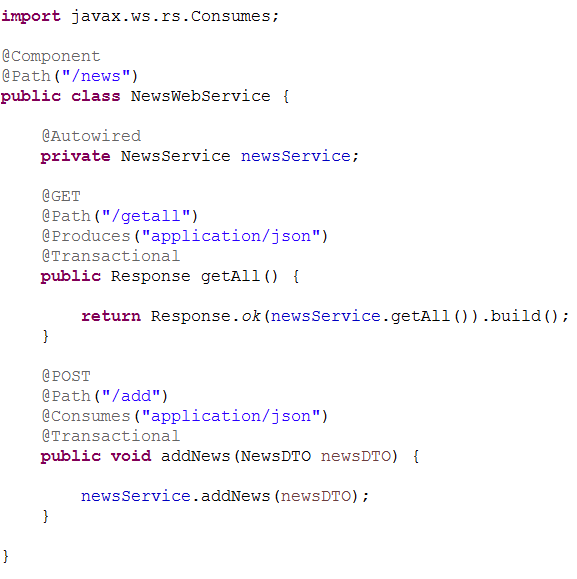 import javax.ws.rs.Consumes;
@Component
@Path("/news")
public class NewsWebService {
@Autowired
private NewsService newsService;
@GET
@Path("/getall")
@Produces("application/json")
@Transactional
public Response getAll() {
return Response.ok(newsService.getAll()).build();
}
@POST
@Path("/add")
@Consumes("application/json")
@Transactional
public void addNews(NewsDTO newsDTO) {
newsService.addNews(newsDTO);
}
}